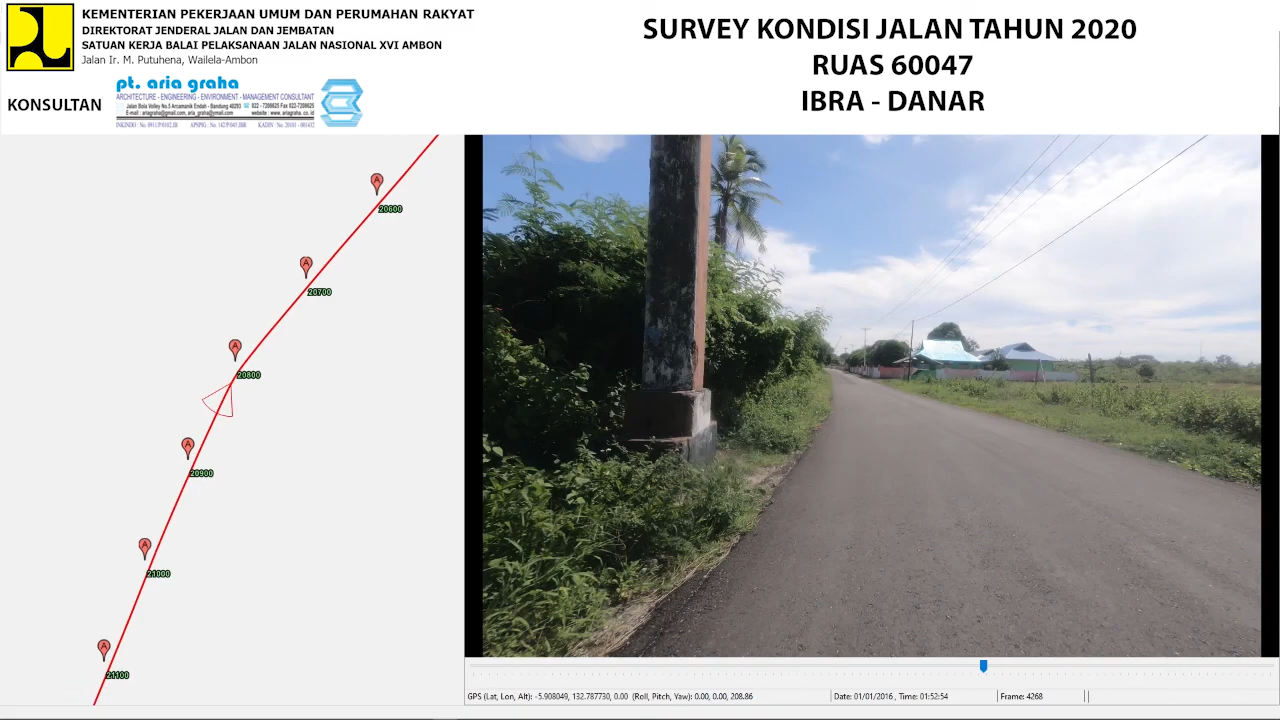 KEMENTERIAN PEKERJAAN UMUM DAN PERUMAHAN RAKYAT
DIREKTORAT JENDERAL JALAN DAN JEMBATAN
SATUAN KERJA BALAI PELAKSANAAN JALAN NASIONAL XVI AMBON
Jalan Ir. M. Putuhena, Wailela-Ambon
KONSULTAN
pt. aria graha
ARCHITECTURE - ENGINEERING - ENVIRONMENT - MANAGEMENT CONSULTANT
SURVEY KONDISI JALAN TAHUN 2020
RUAS 60047
IBRA - DANAR
A
20600
A
20700
A
20800
A
20900
A
21000
A
21100
GPS (Lat, Lon, Alt): -5.908049, 132.787730, 0.00 (Roll, Pitch, Yaw): 0.00, 0.00, 208.86
Date: 01/01/2016 , Time: 01:52:54
Frame: 4268